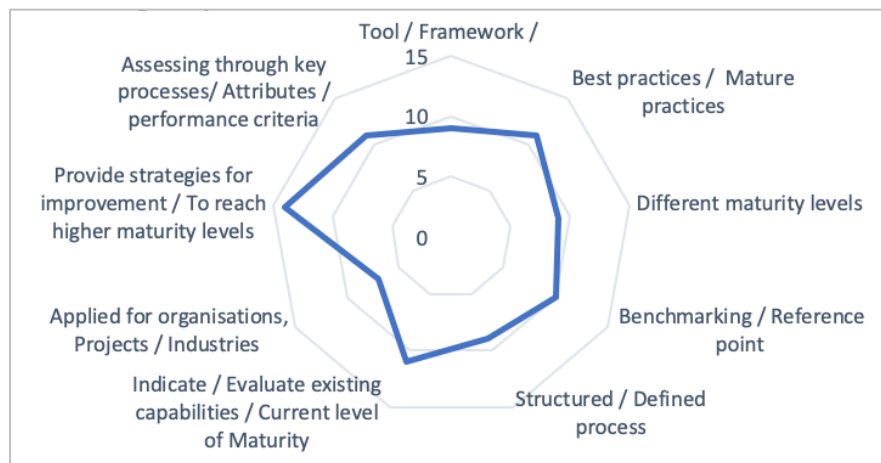 Tool / Framework /
15
10
5
0
Best practices / Mature
practices
Different maturity levels
Benchmarking / Reference
point
Structured / Defined
process
Indicate / Evaluate existing
capabilities / Current level
of Maturity
Applied for organisations,
Projects / Industries
Provide strategies for
improvement / To reach
higher maturity levels
Assessing through key
processes/ Attributes /
performance criteria